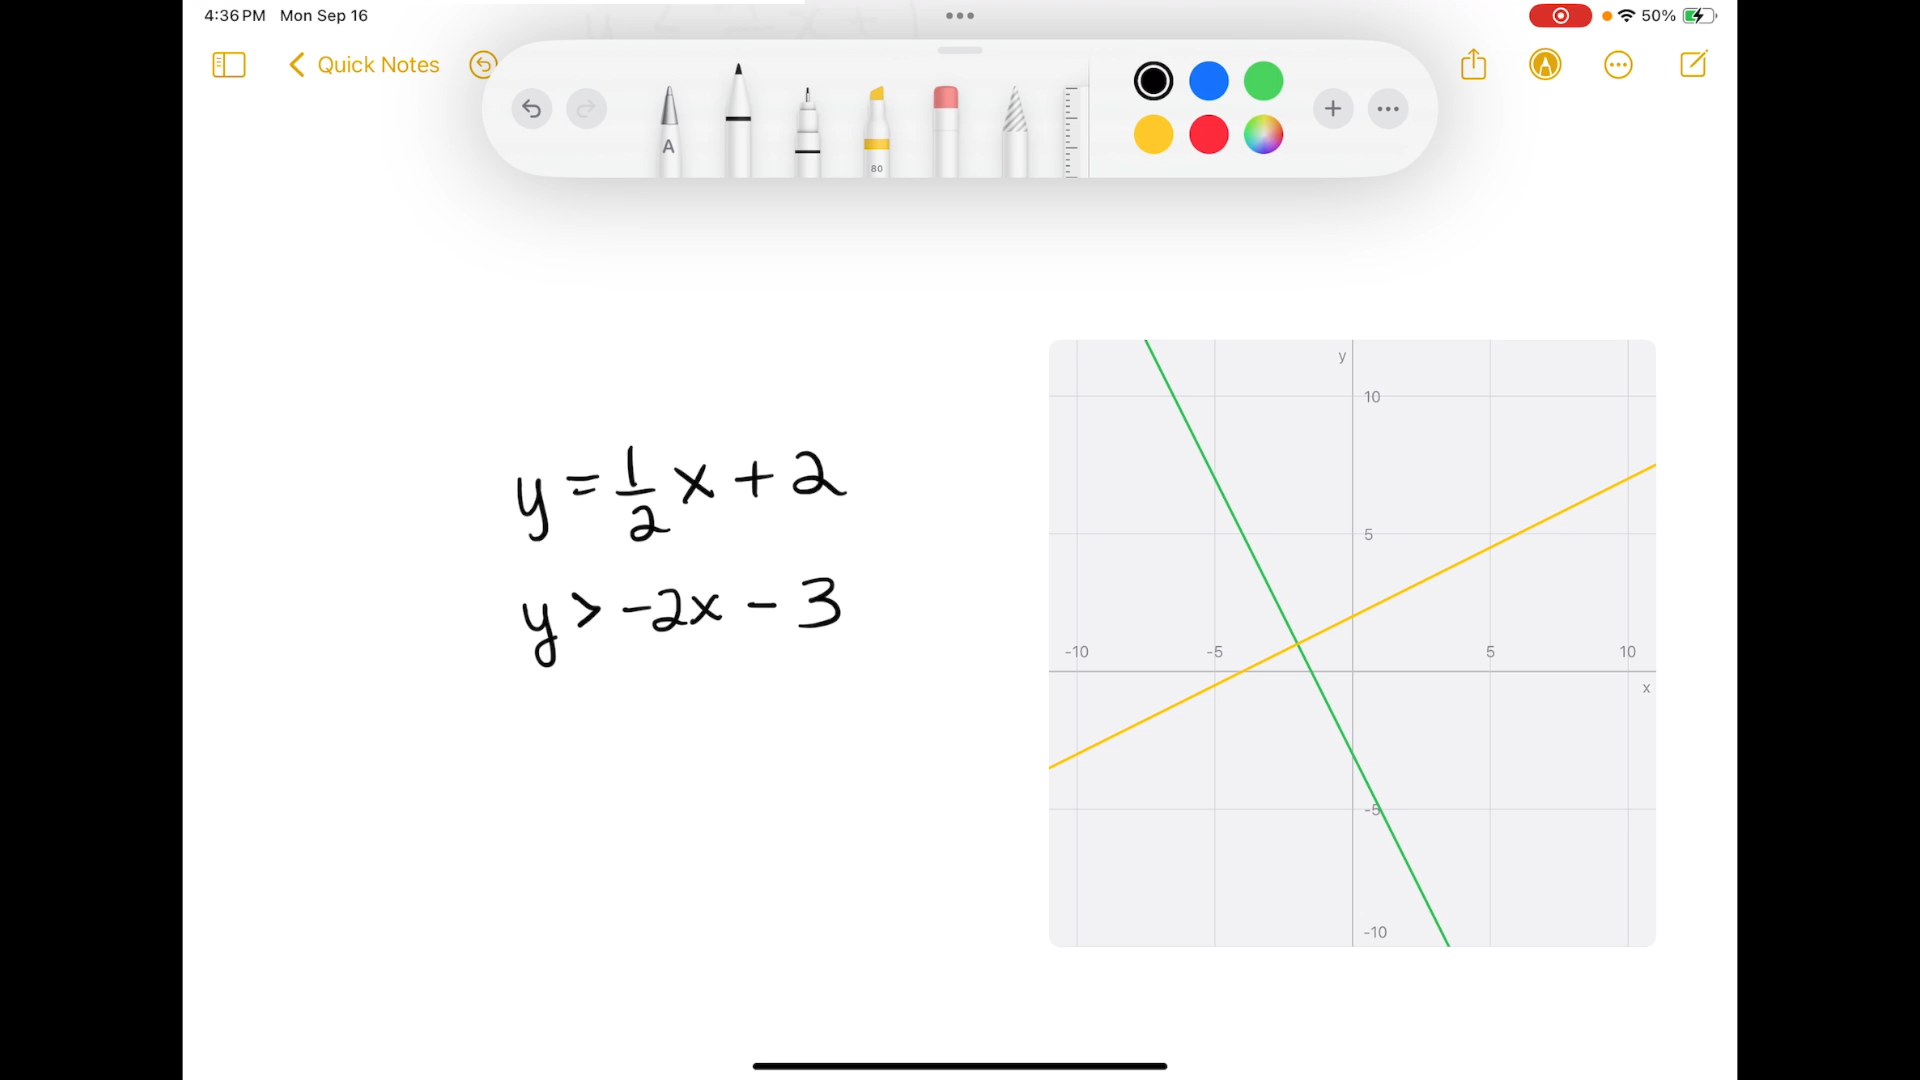 4:36 PM Mon Sep 16
50%
Quick Notes
A
80
y = 1/2 x + 2
y > -2x - 3
y
10
5
-10 -5 5 10
x
-5
-10